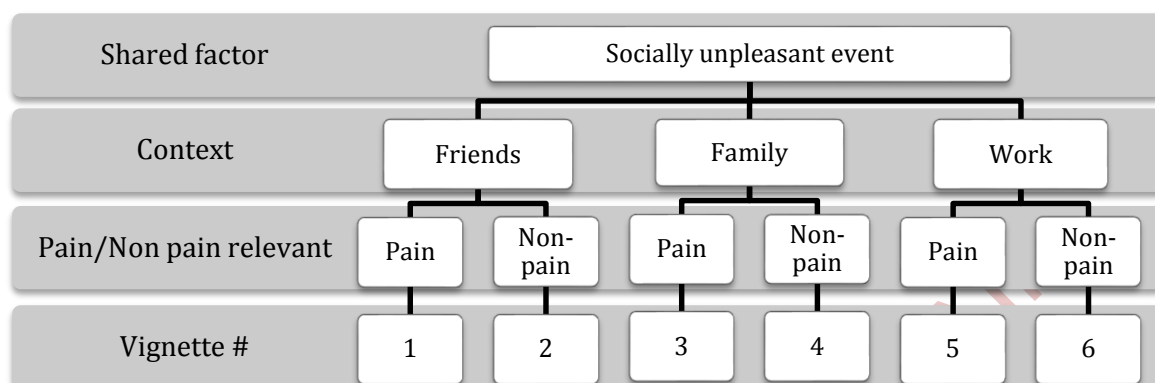 Shared factor
Socially unpleasant event
Context
Friends
Family
Work
Pain/Non pain relevant
Pain
Non-
pain
Pain
Non-
pain
Pain
Non-
pain
Vignette #
1
2
3
4
5
6